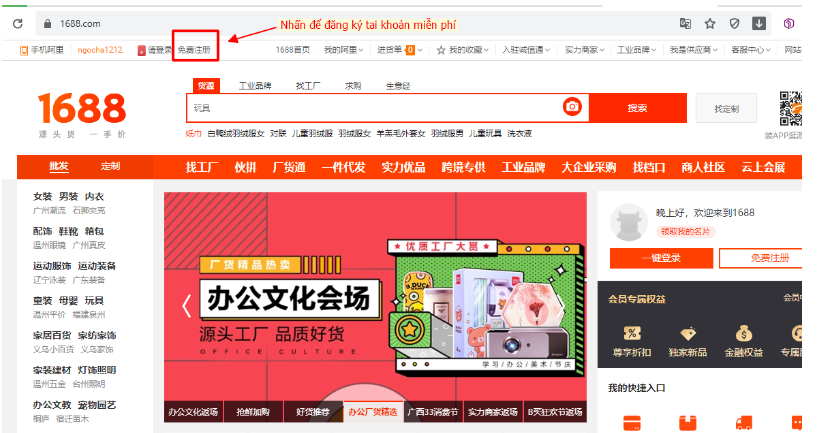 1688.com
Nhấn để đăng ký tai khoản miễn phí
手机阿里 ngocha1212 请登录 免费注册 1688首页 我的阿里 进货单 0 我的收藏 入驻诚信通 实力商家 工业品牌 我是供应商 客服中心 网站
货源 工业品牌 找工厂 求购 生意经
1688
源头货 一手价
玩具 搜索 找定制
纸巾 白鸭绒羽绒服女 对联 儿童羽绒服 羽绒服女 羊羔毛外套女 羽绒服男 儿童玩具 洗衣液
装APP逛源
批发 定制 找工厂 伙拼 厂货通 一件代发 实力优品 跨境专供 工业品牌 大企业采购 找档口 商人社区 云上会展
女装 男装 内衣
广州潮流 石狮夹克
配饰 鞋靴 箱包
温州眼镜 广州真皮
运动服饰 运动装备
辽宁泳装 广东装备
童装 母婴 玩具
温州平价 福建泉州
家居百货 家纺家饰
义乌小百货 义乌家饰
家装建材 灯饰照明
温州五金 台州照明
办公文教 宠物园艺
桐庐 宿迁苗木
优质工厂大赏
厂货精品热卖
办公文化会场
源头工厂 品质好货
OFFICE CULTURE
学习/办公/美术/节庆
办公文化返场 抢鲜加购 好货推荐 办公厂货精选 广西33消费节 实力商家返场 B类狂欢节返场
晚上好，欢迎来到1688
领取我的名片
一键登录 免费注册
会员专属权益 会员
尊享折扣 独家新品 金融权益 专属
我的快捷入口